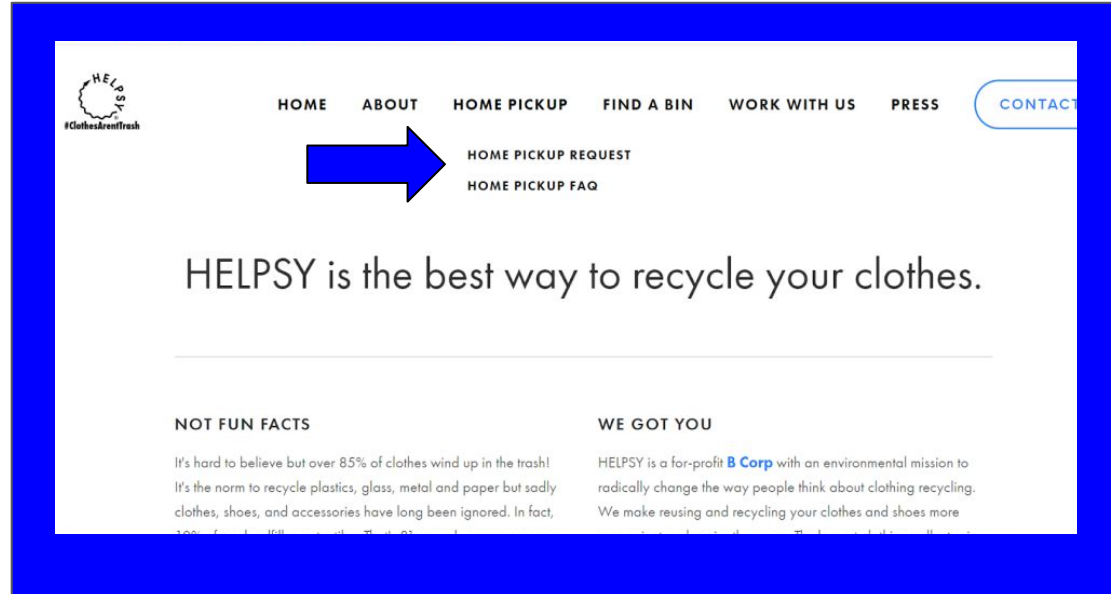 HELPSY
#ClothesArentTrash
HOME ABOUT HOME PICKUP FIND A BIN WORK WITH US PRESS CONTACT
HOME PICKUP REQUEST
HOME PICKUP FAQ
HELPSY is the best way to recycle your clothes.
NOT FUN FACTS
It's hard to believe but over 85% of clothes wind up in the trash!
It's the norm to recycle plastics, glass, metal and paper but sadly
clothes, shoes, and accessories have long been ignored. In fact,
WE GOT YOU
HELPSY is a for-profit B Corp with an environmental mission to
radically change the way people think about clothing recycling.
We make reusing and recycling your clothes and shoes more